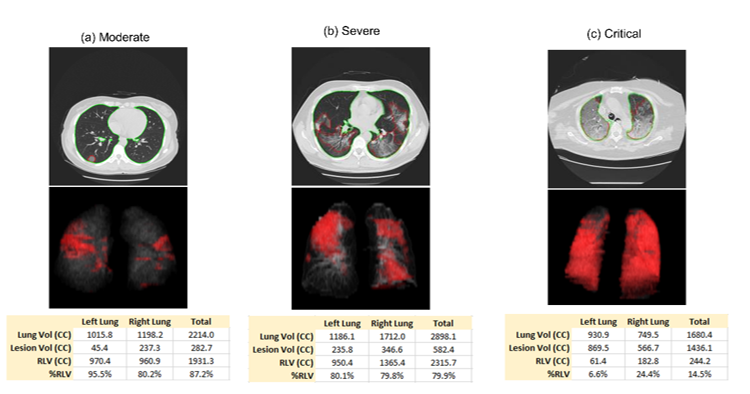 (a) Moderate
(b) Severe
(c) Critical
Left Lung Right Lung Total
Lung Vol (CC) 1015.8 1198.2 2214.0
Lesion Vol (CC) 45.4 237.3 282.7
RLV (CC) 970.4 960.9 1931.3
%RLV 95.5% 80.2% 87.2%
Left Lung Right Lung Total
Lung Vol (CC) 1186.1 1712.0 2898.1
Lesion Vol (CC) 235.8 346.6 582.4
RLV (CC) 950.4 1365.4 2315.7
%RLV 80.1% 79.8% 79.9%
Left Lung Right Lung Total
Lung Vol (CC) 930.9 749.5 1680.4
Lesion Vol (CC) 869.5 566.7 1436.1
RLV (CC) 61.4 182.8 244.2
%RLV 6.6% 24.4% 14.5%